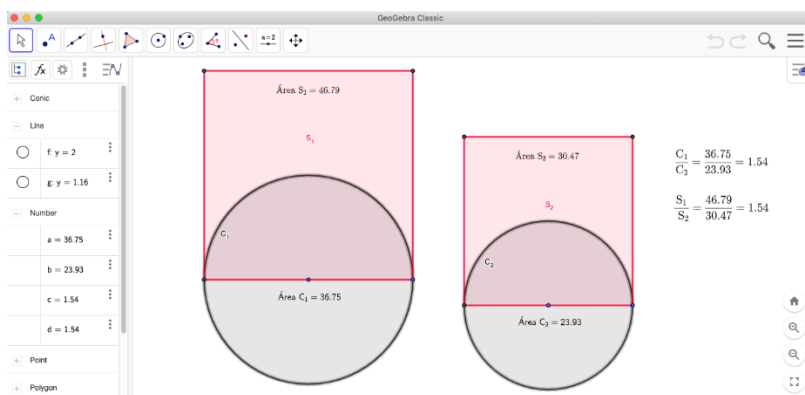 GeoGebra Classic
A
a=2
fx
N
Conic
Line
f: y = 2
g: y = 1.16
Number
a = 36.75
b = 23.93
c = 1.54
d = 1.54
Point
Polygon
Área S₁ = 46.79
S₁
C₁
Área C₁ = 36.75
Área S₂ = 30.47
S₂
C₂
Área C₂ = 23.93
C₁/C₂ = 36.75/23.93 = 1.54
S₁/S₂ = 46.79/30.47 = 1.54